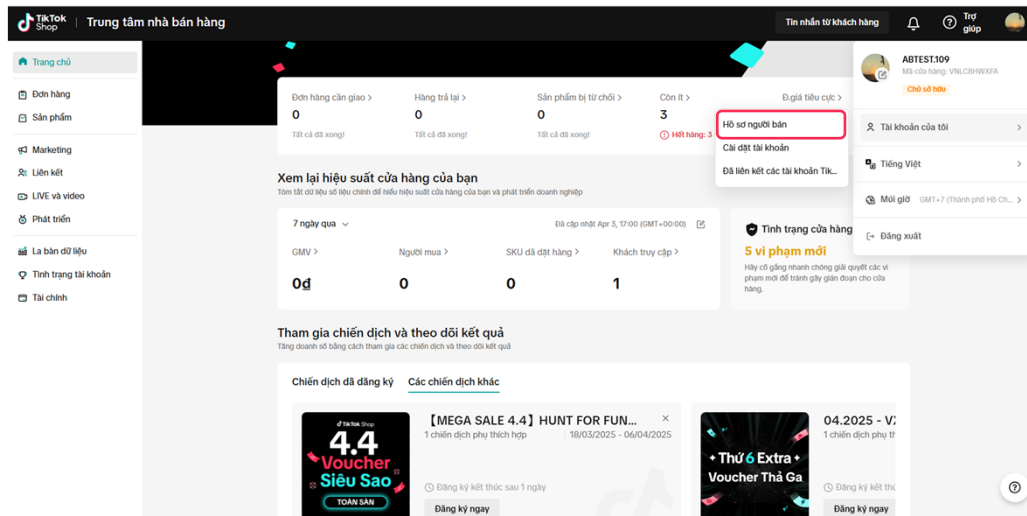 TikTok
Shop
Trung tâm nhà bán hàng
Tin nhắn từ khách hàng
Trợ
giúp
Trang chủ
Đơn hàng
Sản phẩm
Marketing
Liên kết
LIVE và video
Phát triển
La bàn dữ liệu
Tình trạng tài khoản
Tài chính
ABTEST.109
Mã cửa hàng: VNLC8HWXFA
Chủ sở hữu
Tài khoản của tôi
Tiếng Việt
Múi giờ GMT+7 (Thành phố Hồ Ch...
Đăng xuất
Hồ sơ người bán
Cài đặt tài khoản
Đã liên kết các tài khoản Tik...
Đơn hàng cần giao > Hàng trả lại > Sản phẩm bị từ chối > Còn ít > Đ.giá tiêu cực >
0 0 0 3
Tất cả đã xong! Tất cả đã xong! Tất cả đã xong! Hết hàng: 3
Xem lại hiệu suất cửa hàng của bạn
Tóm tắt dữ liệu số liệu chính để hiểu hiệu suất cửa hàng của bạn và phát triển doanh nghiệp
7 ngày qua Đã cập nhật Apr 3, 17:00 (GMT+00:00)
GMV > Người mua > SKU đã đặt hàng > Khách truy cập >
0₫ 0 0 1
Tình trạng cửa hàng
5 vi phạm mới
Hãy cố gắng nhanh chóng giải quyết các vi
phạm mới để tránh gây gián đoạn cho cửa
hàng.
Tham gia chiến dịch và theo dõi kết quả
Tăng doanh số bằng cách tham gia các chiến dịch và theo dõi kết quả
Chiến dịch đã đăng ký Các chiến dịch khác
TikTok Shop
4.4
Voucher
Siêu Sao
TOÀN SÀN
【MEGA SALE 4.4】HUNT FOR FUN...
1 chiến dịch phụ thích hợp 18/03/2025 - 06/04/2025
Đăng ký kết thúc sau 1 ngày
Đăng ký ngay
TikTok Shop
Thứ 6 Extra
Voucher Thả Ga
04.2025 - V
1 chiến dịch phụ th
Đăng ký kết thú
Đăng ký ngay